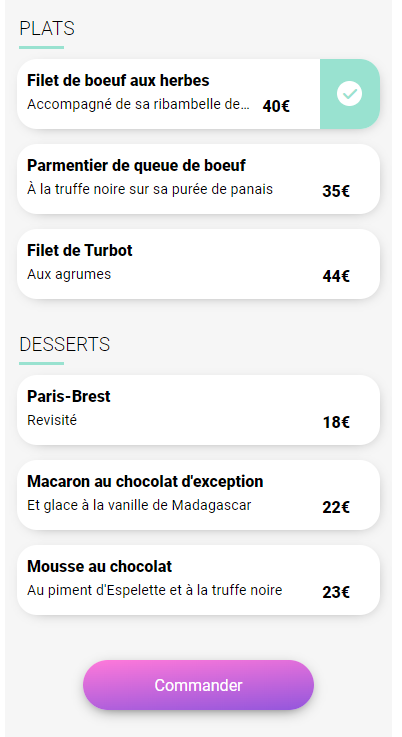 PLATS
Filet de boeuf aux herbes
Accompagné de sa ribambelle de... 40€
Parmentier de queue de boeuf
À la truffe noire sur sa purée de panais 35€
Filet de Turbot
Aux agrumes 44€
DESSERTS
Paris-Brest
Revisité 18€
Macaron au chocolat d'exception
Et glace à la vanille de Madagascar 22€
Mousse au chocolat
Au piment d'Espelette et à la truffe noire 23€
Commander